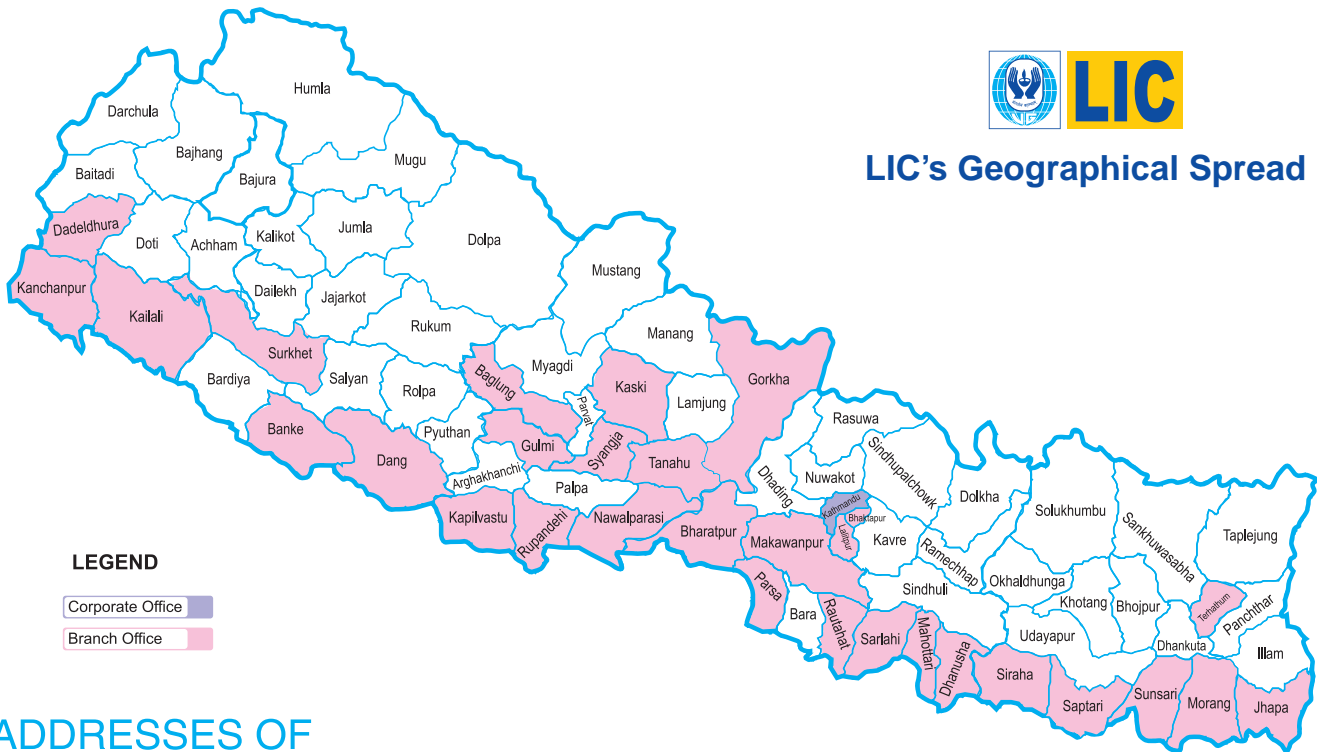 LIC
LIC's Geographical Spread
Humla
Darchula
Bajhang
Mugu
Baitadi
Bajura
Dadeldhura
Doti
Achham
Kalikot
Jumla
Dolpa
Mustang
Kanchanpur
Kailali
Dailekh
Jajarkot
Rukum
Manang
Surkhet
Bardiya
Salyan
Rolpa
Baglung
Myagdi
Parvat
Kaski
Lamjung
Gorkha
Banke
Dang
Pyuthan
Gulmi
Syangja
Tanahu
Arghakhanchi
Palpa
Kapilvastu
Rupandehi
Nawalparasi
Bharatpur
Rasuwa
Dhading
Nuwakot
Sindhupalchowk
Dolkha
Kathmandu
Bhaktapur
Lalitpur
Kavre
Makawanpur
Ramechhap
Solukhumbu
Sankhuwasabha
Taplejung
Okhaldhunga
Khotang
Bhojpur
Terhathum
Panchthar
Parsa
Bara
Rautahat
Sindhuli
Udayapur
Dhankuta
Illam
Sarlahi
Mahottari
Dhanusha
Siraha
Saptari
Sunsari
Morang
Jhapa
LEGEND
Corporate Office
Branch Office
ADDRESSES OF